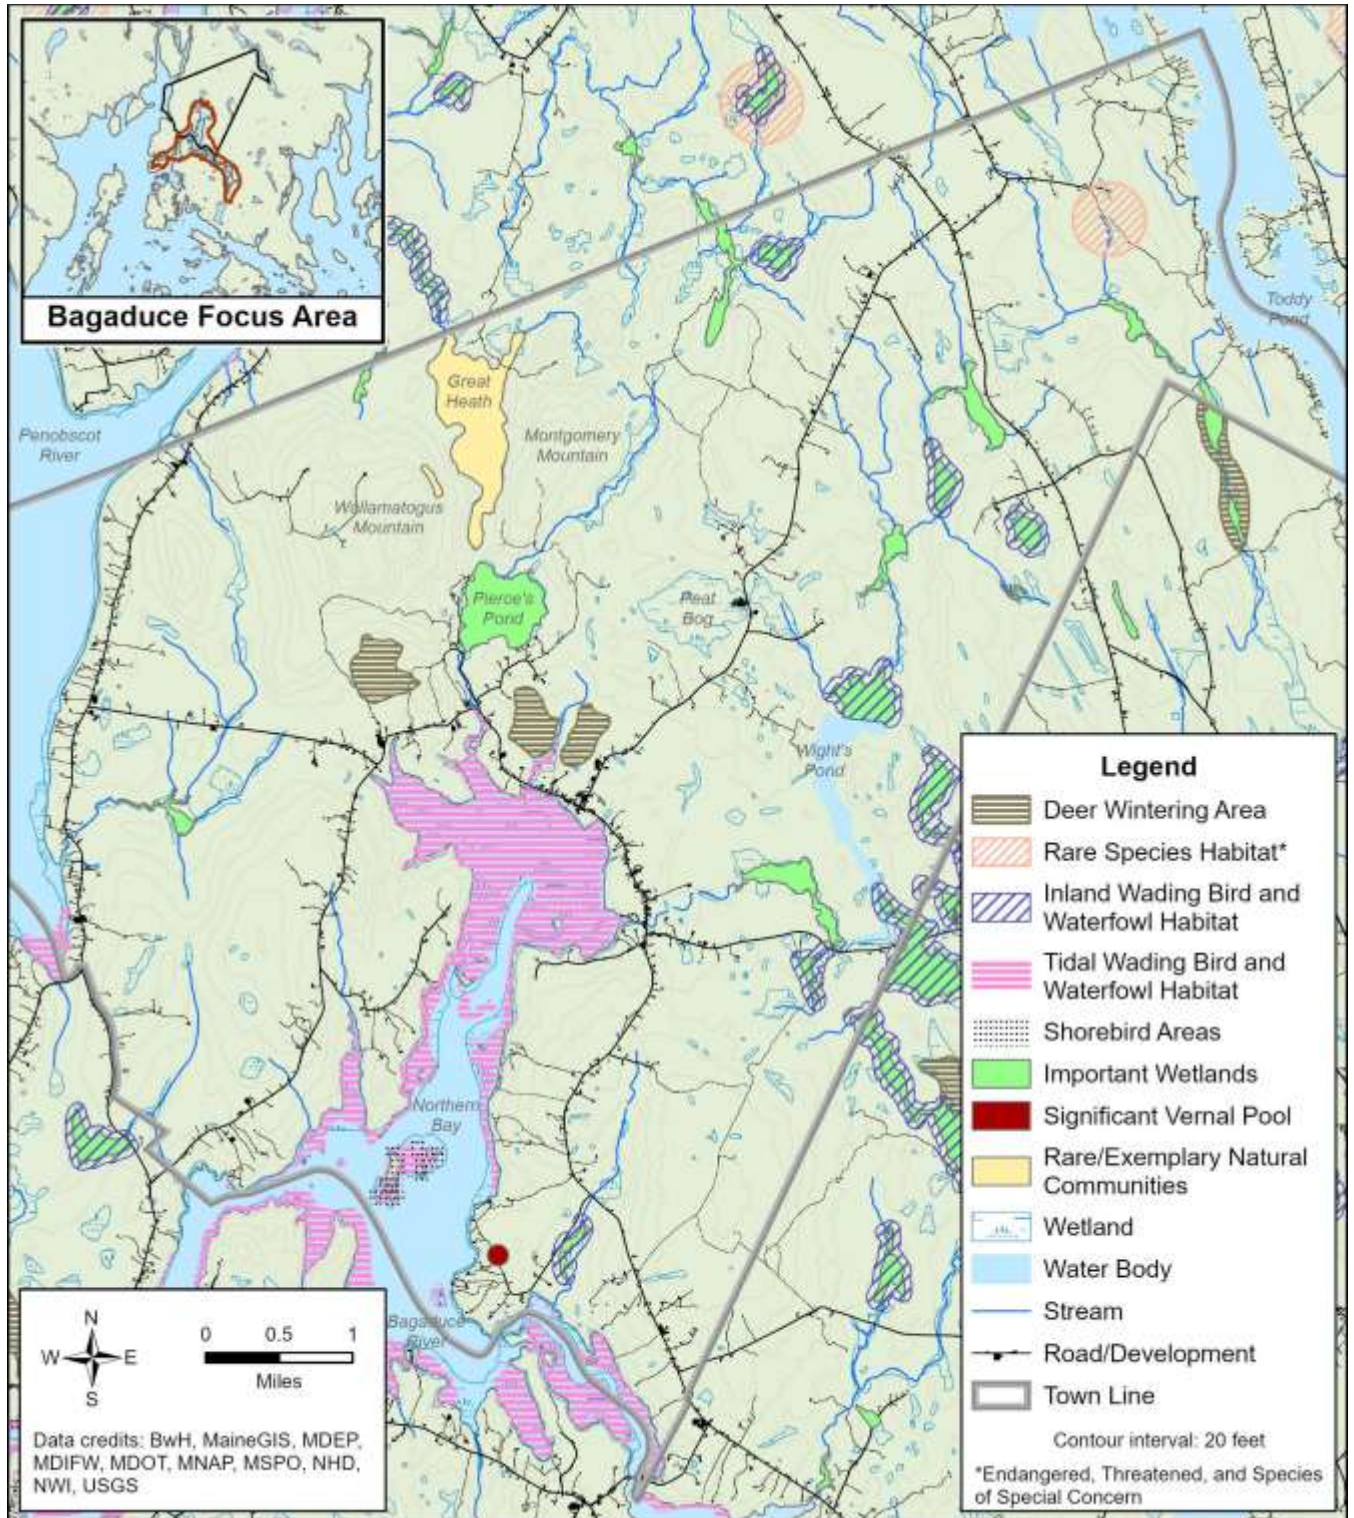 Bagaduce Focus Area
Penobscot
River
Great
Heath
Montgomery
Mountain
Wallamatogus
Mountain
Toddy
Pond
Pierce's
Pond
Peat
Bog
Wight's
Pond
Northern
Bay
Bagaduce
River
N
W E
S
0 0.5 1
Miles
Data credits: BwH, MaineGIS, MDEP,
MDIFW, MDOT, MNAP, MSPO, NHD,
NWI, USGS
Legend
Deer Wintering Area
Rare Species Habitat*
Inland Wading Bird and
Waterfowl Habitat
Tidal Wading Bird and
Waterfowl Habitat
Shorebird Areas
Important Wetlands
Significant Vernal Pool
Rare/Exemplary Natural
Communities
Wetland
Water Body
Stream
Road/Development
Town Line
Contour interval: 20 feet
*Endangered, Threatened, and Species
of Special Concern